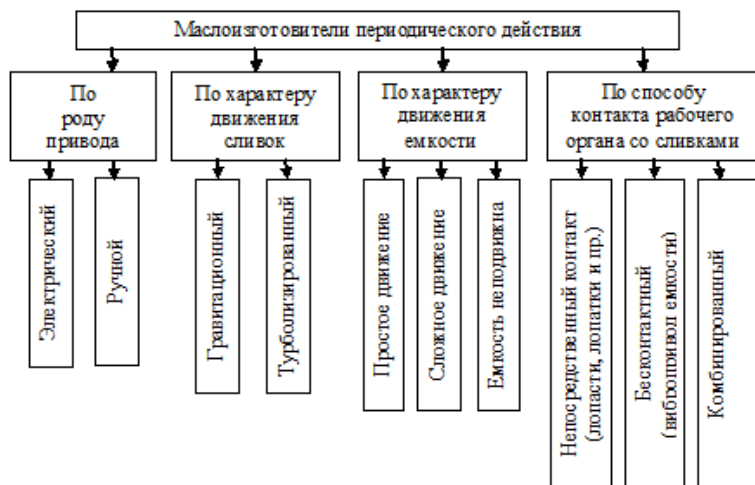 Маслоизготовители периодического действия
По
роду
привода
По характеру
движения
сливок
По характеру
движения
емкости
По способу
контакта рабочего
органа со сливками
Электрический
Ручной
Гравитационный
Турболизированный
Простое движение
Сложное движение
Емкость неподвижна
Непосредственный контакт
(лопасти, лопатки и пр.)
Бесконтактный
(вибропривод емкости)
Комбинированный